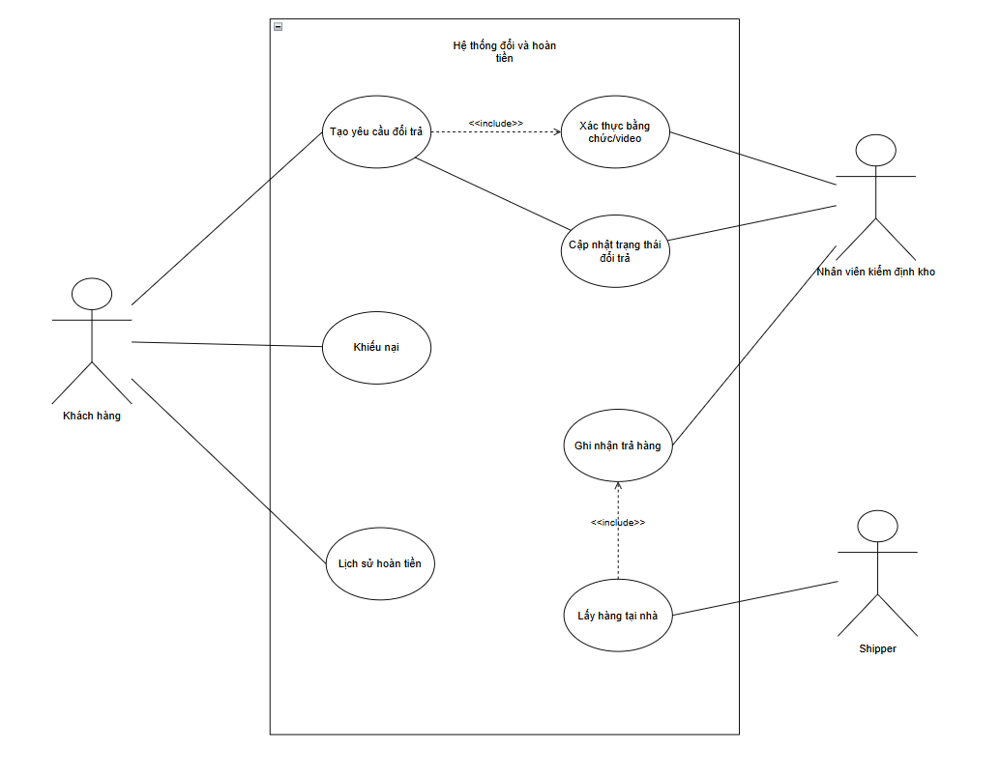 Hệ thống đổi và hoàn
tiền
Tạo yêu cầu đổi trả
<<include>>
Xác thực bằng
chức/video
Cập nhật trạng thái
đổi trả
Nhân viên kiểm định kho
Khiếu nại
Khách hàng
Ghi nhận trả hàng
<<include>>
Lịch sử hoàn tiền
Lấy hàng tại nhà
Shipper